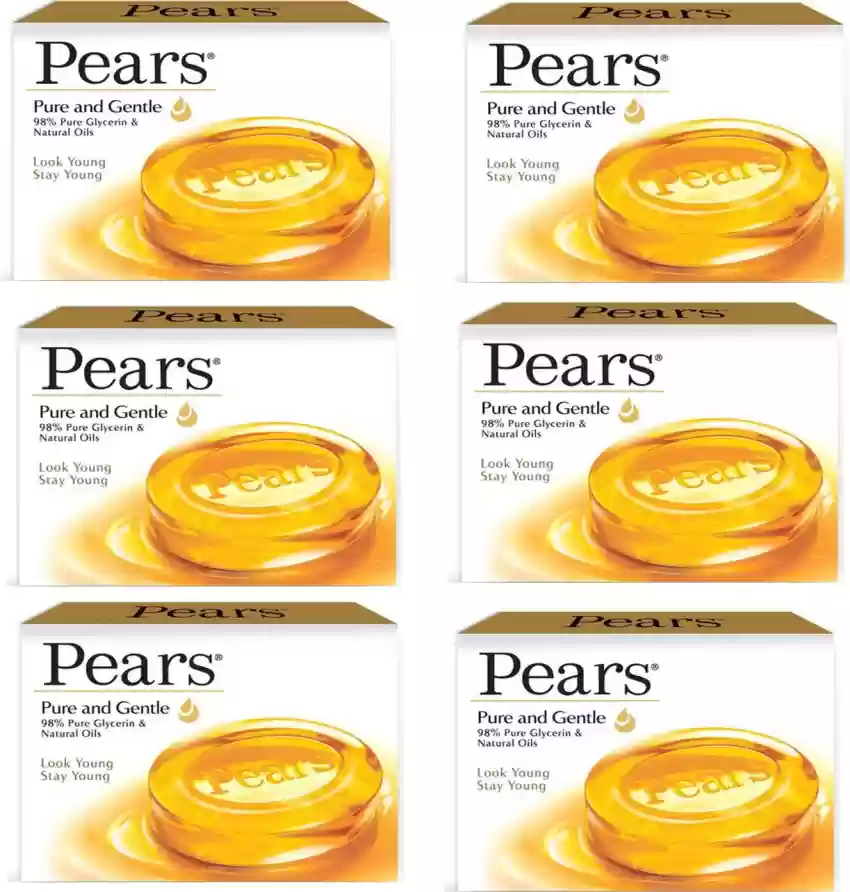 Pears
Pears®
Pure and Gentle
98% Pure Glycerin &
Natural Oils
Look Young
Stay Young
Pears
Pears
Pears®
Pure and Gentle
98% Pure Glycerin &
Natural Oils
Look Young
Stay Young
Pears
Pears
Pears®
Pure and Gentle
98% Pure Glycerin &
Natural Oils
Look Young
Stay Young
Pears
Pears
Pears®
Pure and Gentle
98% Pure Glycerin &
Natural Oils
Look Young
Stay Young
Pears
Pears
Pears®
Pure and Gentle
98% Pure Glycerin &
Natural Oils
Look Young
Stay Young
Pears
Pears
Pears®
Pure and Gentle
98% Pure Glycerin &
Natural Oils
Look Young
Stay Young
Pears